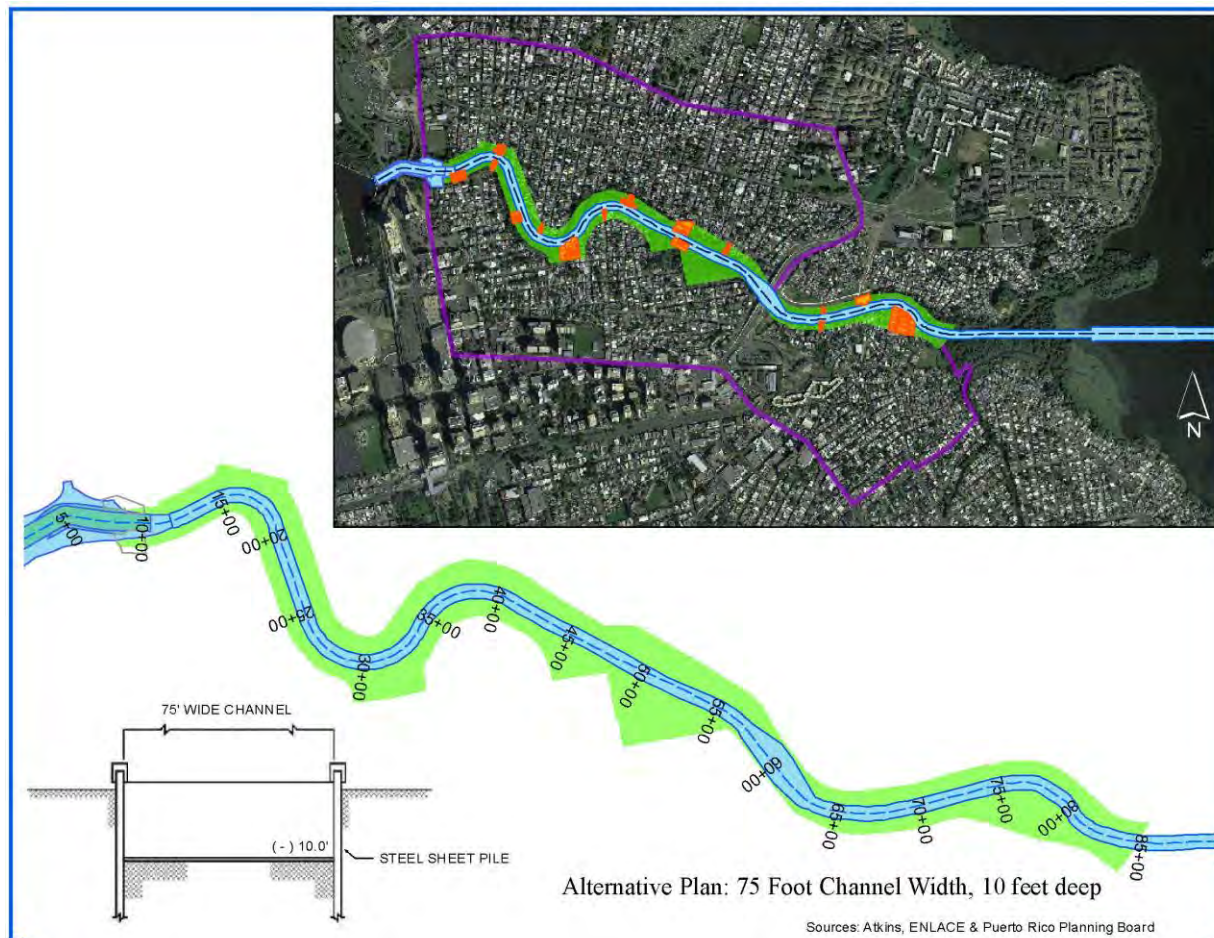 N
5+00
10+00
15+00
20+00
25+00
30+00
35+00
40+00
45+00
50+00
55+00
60+00
65+00
70+00
75+00
80+00
85+00
75' WIDE CHANNEL
( - ) 10.0'
STEEL SHEET PILE
Alternative Plan: 75 Foot Channel Width, 10 feet deep
Sources: Atkins, ENLACE & Puerto Rico Planning Board